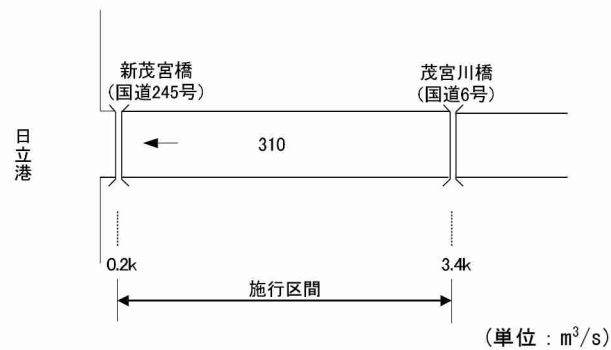 新茂宮橋
(国道245号)
茂宮川橋
(国道6号)
日立港
310
0.2k
3.4k
施行区間
(単位：m³/s)